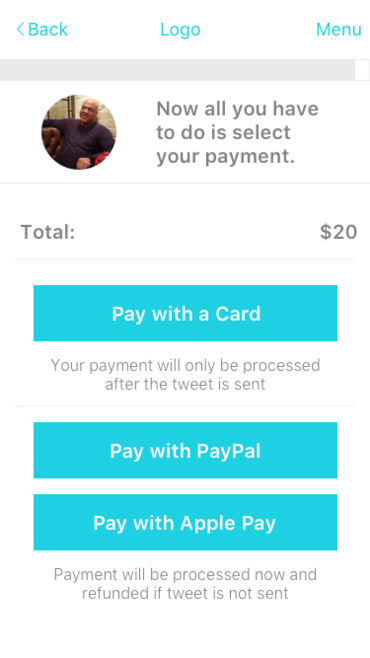 Back Logo Menu
Now all you have
to do is select
your payment.
Total: $20
Pay with a Card
Your payment will only be processed
after the tweet is sent
Pay with PayPal
Pay with Apple Pay
Payment will be processed now and
refunded if tweet is not sent